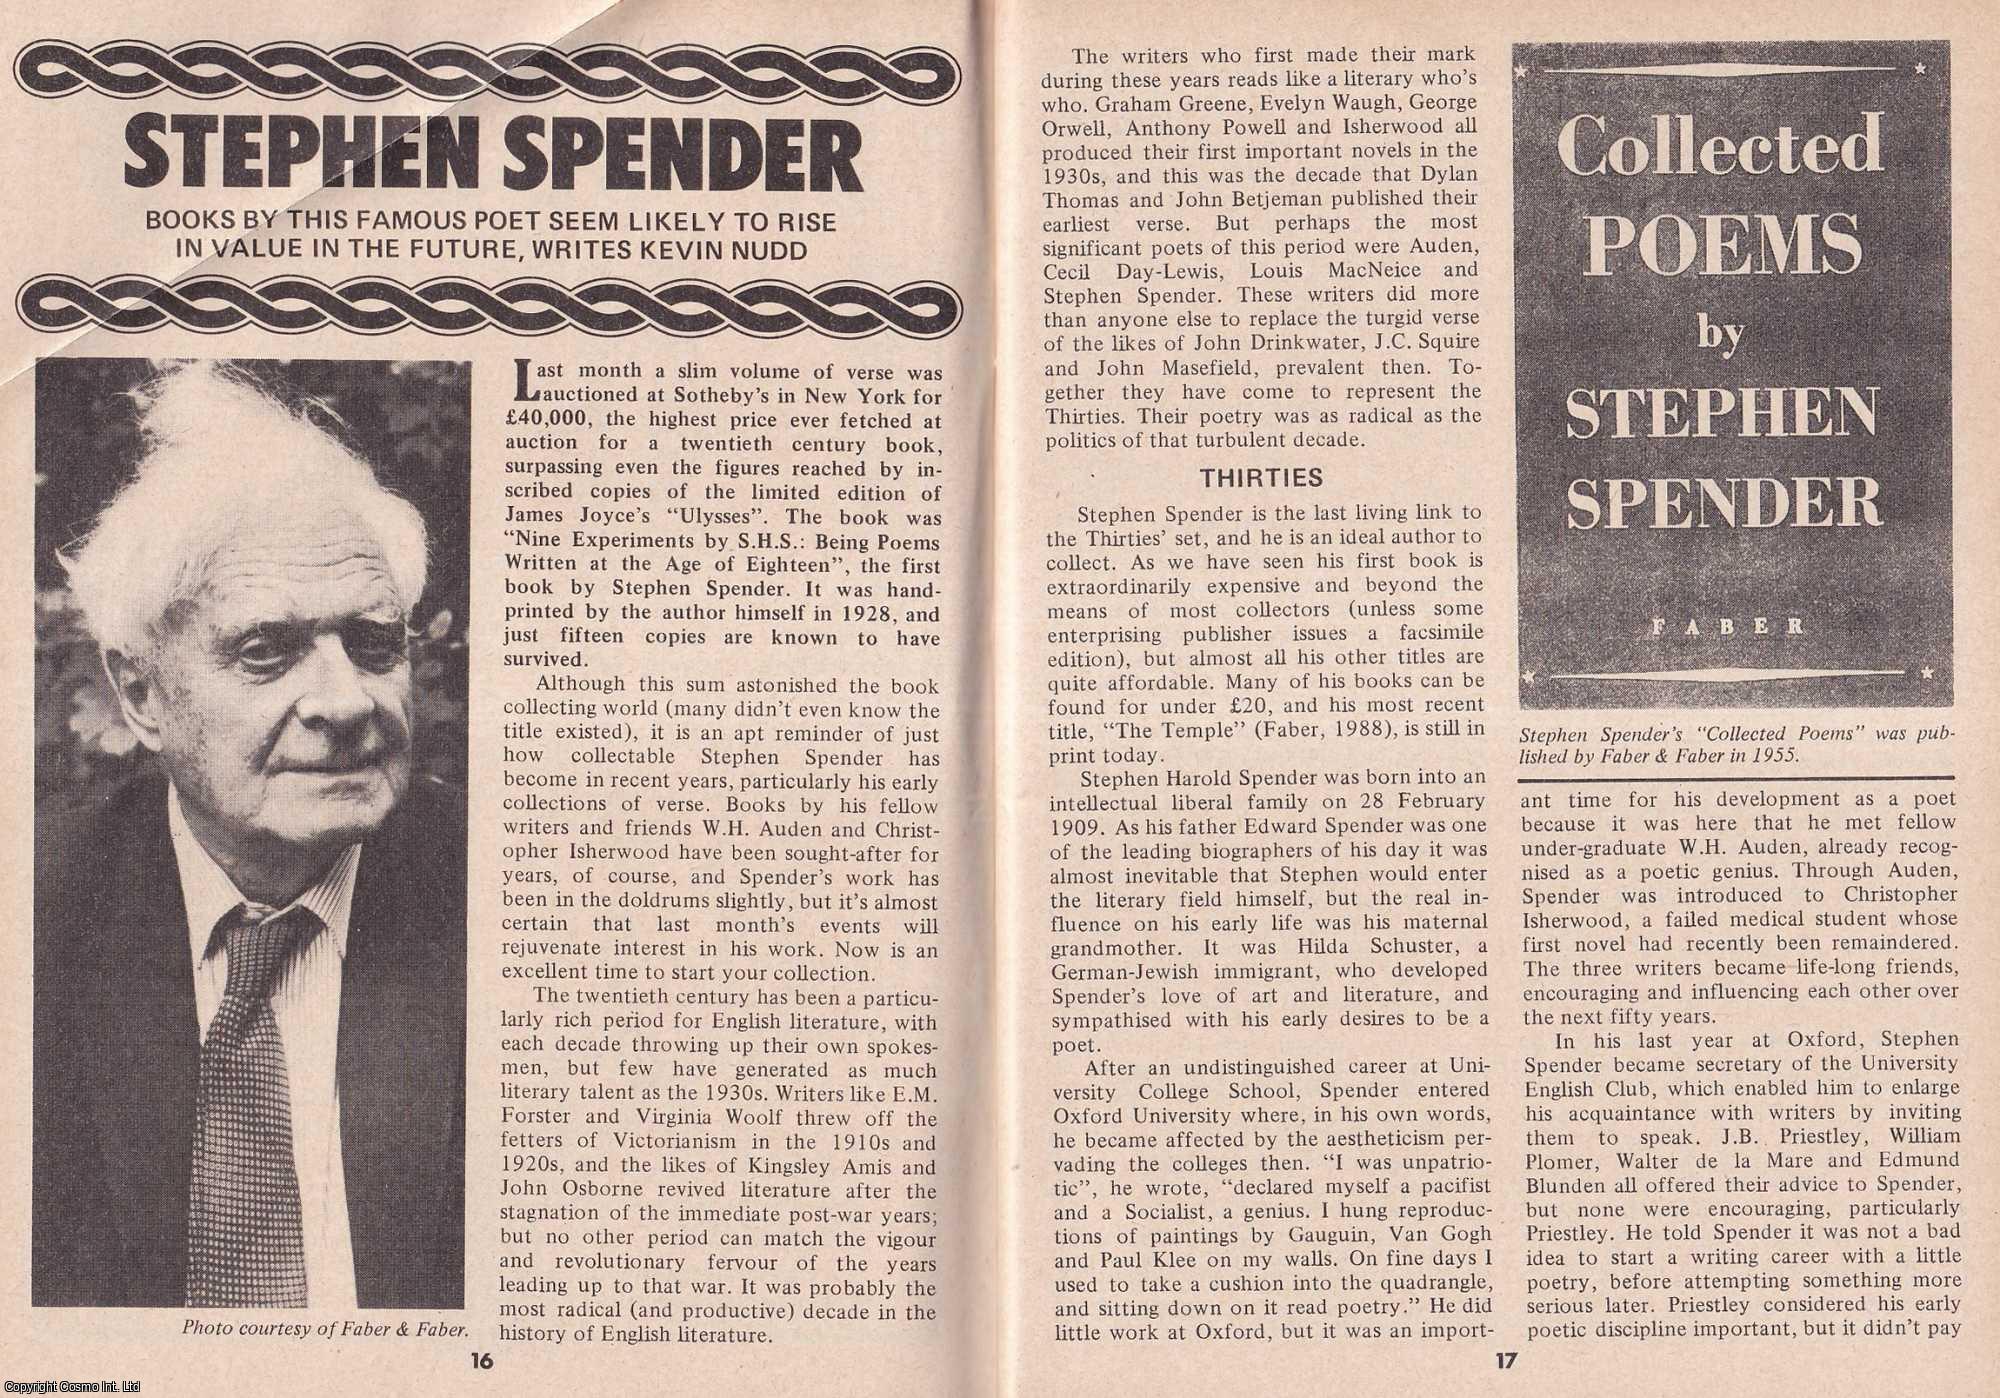 STEPHEN SPENDER
BOOKS BY THIS FAMOUS POET SEEM LIKELY TO RISE
IN VALUE IN THE FUTURE, WRITES KEVIN NUDD
Photo courtesy of Faber & Faber.
Last month a slim volume of verse was
auctioned at Sotheby's in New York for
£40,000, the highest price ever fetched at
auction for a twentieth century book,
surpassing even the figures reached by in-
scribed copies of the limited edition of
James Joyce's "Ulysses". The book was
"Nine Experiments by S.H.S.: Being Poems
Written at the Age of Eighteen", the first
book by Stephen Spender. It was hand-
printed by the author himself in 1928, and
just fifteen copies are known to have
survived.
Although this sum astonished the book
collecting world (many didn't even know the
title existed), it is an apt reminder of just
how collectable Stephen Spender has
become in recent years, particularly his early
collections of verse. Books by his fellow
writers and friends W.H. Auden and Christ-
opher Isherwood have been sought-after for
years, of course, and Spender's work has
been in the doldrums slightly, but it's almost
certain that last month's events will
rejuvenate interest in his work. Now is an
excellent time to start your collection.
The twentieth century has been a particu-
larly rich period for English literature, with
each decade throwing up their own spokes-
men, but few have generated as much
literary talent as the 1930s. Writers like E.M.
Forster and Virginia Woolf threw off the
fetters of Victorianism in the 1910s and
1920s, and the likes of Kingsley Amis and
John Osborne revived literature after the
stagnation of the immediate post-war years;
but no other period can match the vigour
and revolutionary fervour of the years
leading up to that war. It was probably the
most radical (and productive) decade in the
history of English literature.
16
The writers who first made their mark
during these years reads like a literary who's
who. Graham Greene, Evelyn Waugh, George
Orwell, Anthony Powell and Isherwood all
produced their first important novels in the
1930s, and this was the decade that Dylan
Thomas and John Betjeman published their
earliest verse. But perhaps the most
significant poets of this period were Auden,
Cecil Day-Lewis, Louis MacNeice and
Stephen Spender. These writers did more
than anyone else to replace the turgid verse
of the likes of John Drinkwater, J.C. Squire
and John Masefield, prevalent then. To-
gether they have come to represent the
Thirties. Their poetry was as radical as the
politics of that turbulent decade.
THIRTIES
Stephen Spender is the last living link to
the Thirties' set, and he is an ideal author to
collect. As we have seen his first book is
extraordinarily expensive and beyond the
means of most collectors (unless some
enterprising publisher issues a facsimile
edition), but almost all his other titles are
quite affordable. Many of his books can be
found for under £20, and his most recent
title, "The Temple" (Faber, 1988), is still in
print today.
Stephen Harold Spender was born into an
intellectual liberal family on 28 February
1909. As his father Edward Spender was one
of the leading biographers of his day it was
almost inevitable that Stephen would enter
the literary field himself, but the real in-
fluence on his early life was his maternal
grandmother. It was Hilda Schuster, a
German-Jewish immigrant, who developed
Spender's love of art and literature, and
sympathised with his early desires to be a
poet.
After an undistinguished career at Uni-
versity College School, Spender entered
Oxford University where, in his own words,
he became affected by the aestheticism per-
vading the colleges then. "I was unpatrio-
tic", he wrote, "declared myself a pacifist
and a Socialist, a genius. I hung reproduc-
tions of paintings by Gauguin, Van Gogh
and Paul Klee on my walls. On fine days I
used to take a cushion into the quadrangle,
and sitting down on it read poetry." He did
little work at Oxford, but it was an import-
Collected
POEMS
by
STEPHEN
SPENDER
FABER
Stephen Spender's "Collected Poems" was pub-
lished by Faber & Faber in 1955.
ant time for his development as a poet
because it was here that he met fellow
under-graduate W.H. Auden, already recog-
nised as a poetic genius. Through Auden,
Spender was introduced to Christopher
Isherwood, a failed medical student whose
first novel had recently been remaindered.
The three writers became life-long friends,
encouraging and influencing each other over
the next fifty years.
In his last year at Oxford, Stephen
Spender became secretary of the University
English Club, which enabled him to enlarge
his acquaintance with writers by inviting
them to speak. J.B. Priestley, William
Plomer, Walter de la Mare and Edmund
Blunden all offered their advice to Spender,
but none were encouraging, particularly
Priestley. He told Spender it was not a bad
idea to start a writing career with a little
poetry, before attempting something more
serious later. Priestley considered his early
poetic discipline important, but it didn't pay
17
Copyright Cosmo Int. Ltd